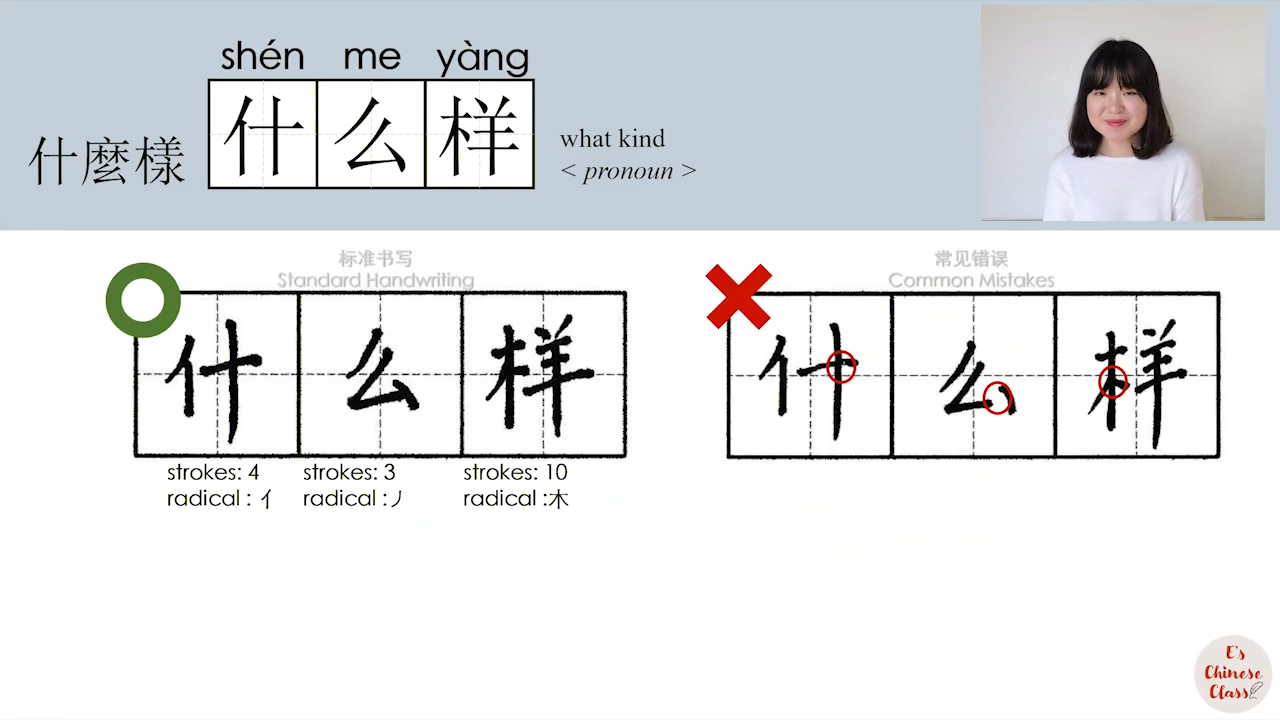 shén me yàng
什麼樣
什么样
what kind
< pronoun >
标准书写
Standard Handwriting
什么样
strokes: 4
radical : 亻
strokes: 3
radical :丿
strokes: 10
radical :木
常见错误
Common Mistakes
什么样
E's
Chinese
Class